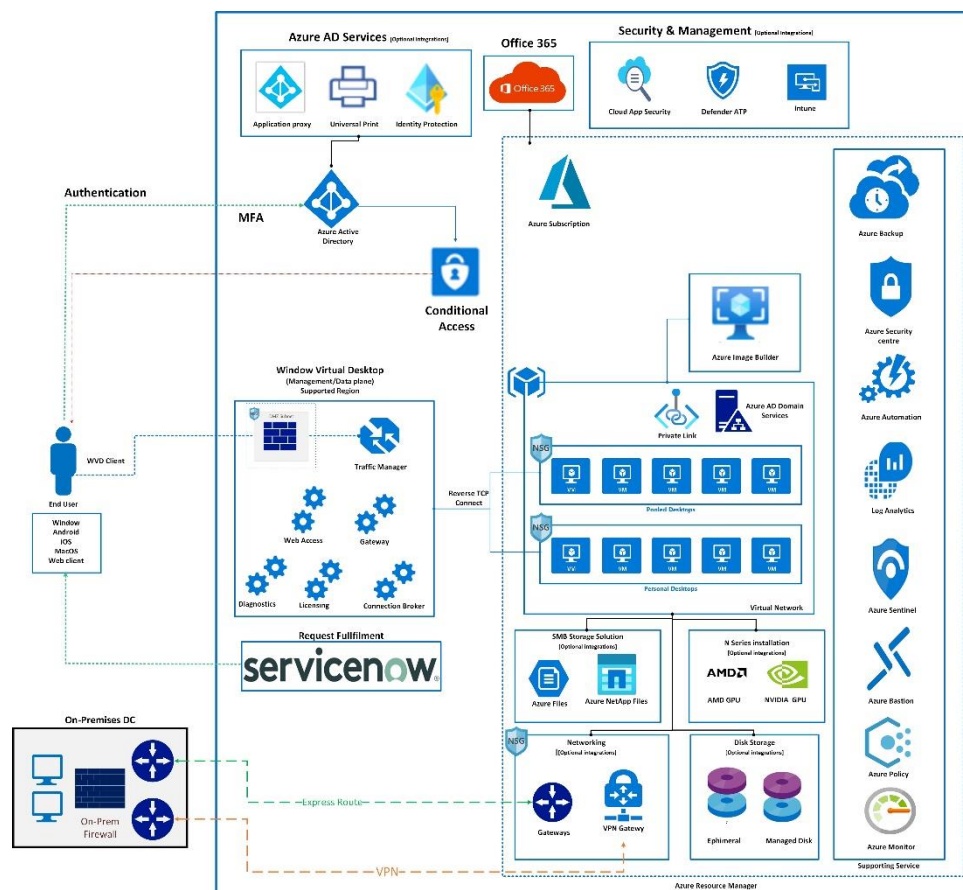 Azure AD Services [Optional integrations]
Application proxy
Universal Print
Identity Protection
Office 365
Office 365
Security & Management [Optional integrations]
Cloud App Security
Defender ATP
Intune
Authentication
MFA
Azure Active
Directory
Conditional
Access
Azure Subscription
Azure Image Builder
Window Virtual Desktop
(Management/Data plane)
Supported Region
Traffic Manager
Web Access
Gateway
Diagnostics
Licensing
Connection Broker
WVD Client
End User
Window
Android
IOS
MacOS
Web client
Reverse TCP
Connect
Private Link
Azure AD Domain
Services
NSG
VM
VM
VM
VM
Pooled Desktops
NSG
VM
VM
VM
VM
Personal Desktops
Virtual Network
Request Fullfilment
servicenow
SMB Storage Solution
[Optional integrations]
Azure Files
Azure NetApp Files
N Series installation
[Optional integrations]
AMD
NVIDIA
AMD GPU
NVIDIA GPU
NSG
Networking
[Optional integrations]
Gateways
VPN Gatewy
Disk Storage
[Optional integrations]
Ephimeral
Managed Disk
On-Premises DC
On-Prem
Firewall
Express Route
VPN
Azure Backup
Azure Security
centre
Azure Automation
Log Analytics
Azure Sentinel
Azure Bastion
Azure Policy
Azure Monitor
Supporting Service
Azure Resource Manager